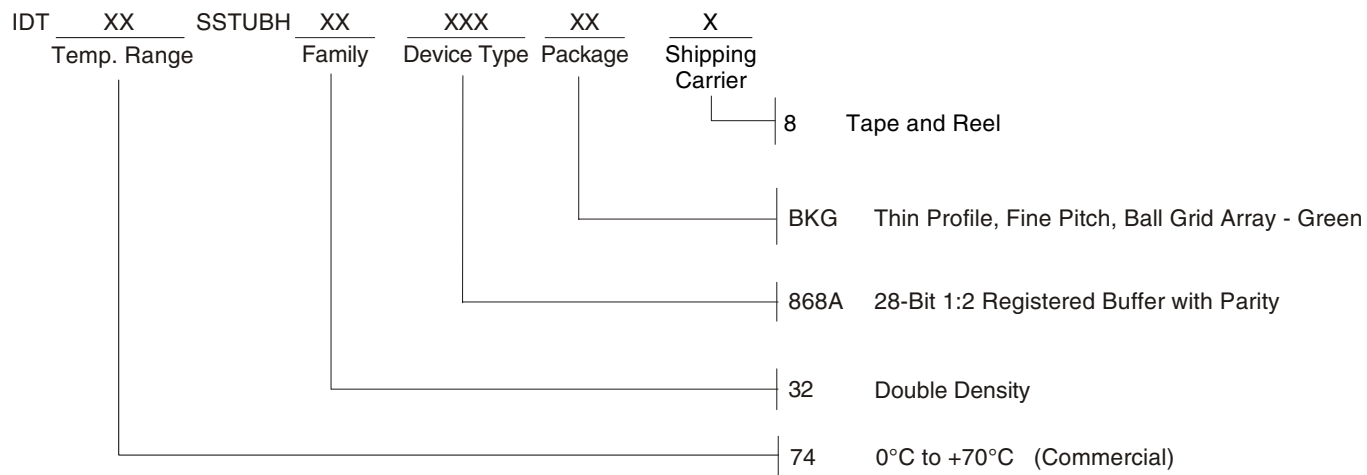 IDT XX SSTUBH XX XXX XX X
Temp. Range Family Device Type Package Shipping
Carrier
8 Tape and Reel
BKG Thin Profile, Fine Pitch, Ball Grid Array - Green
868A 28-Bit 1:2 Registered Buffer with Parity
32 Double Density
74 0°C to +70°C (Commercial)